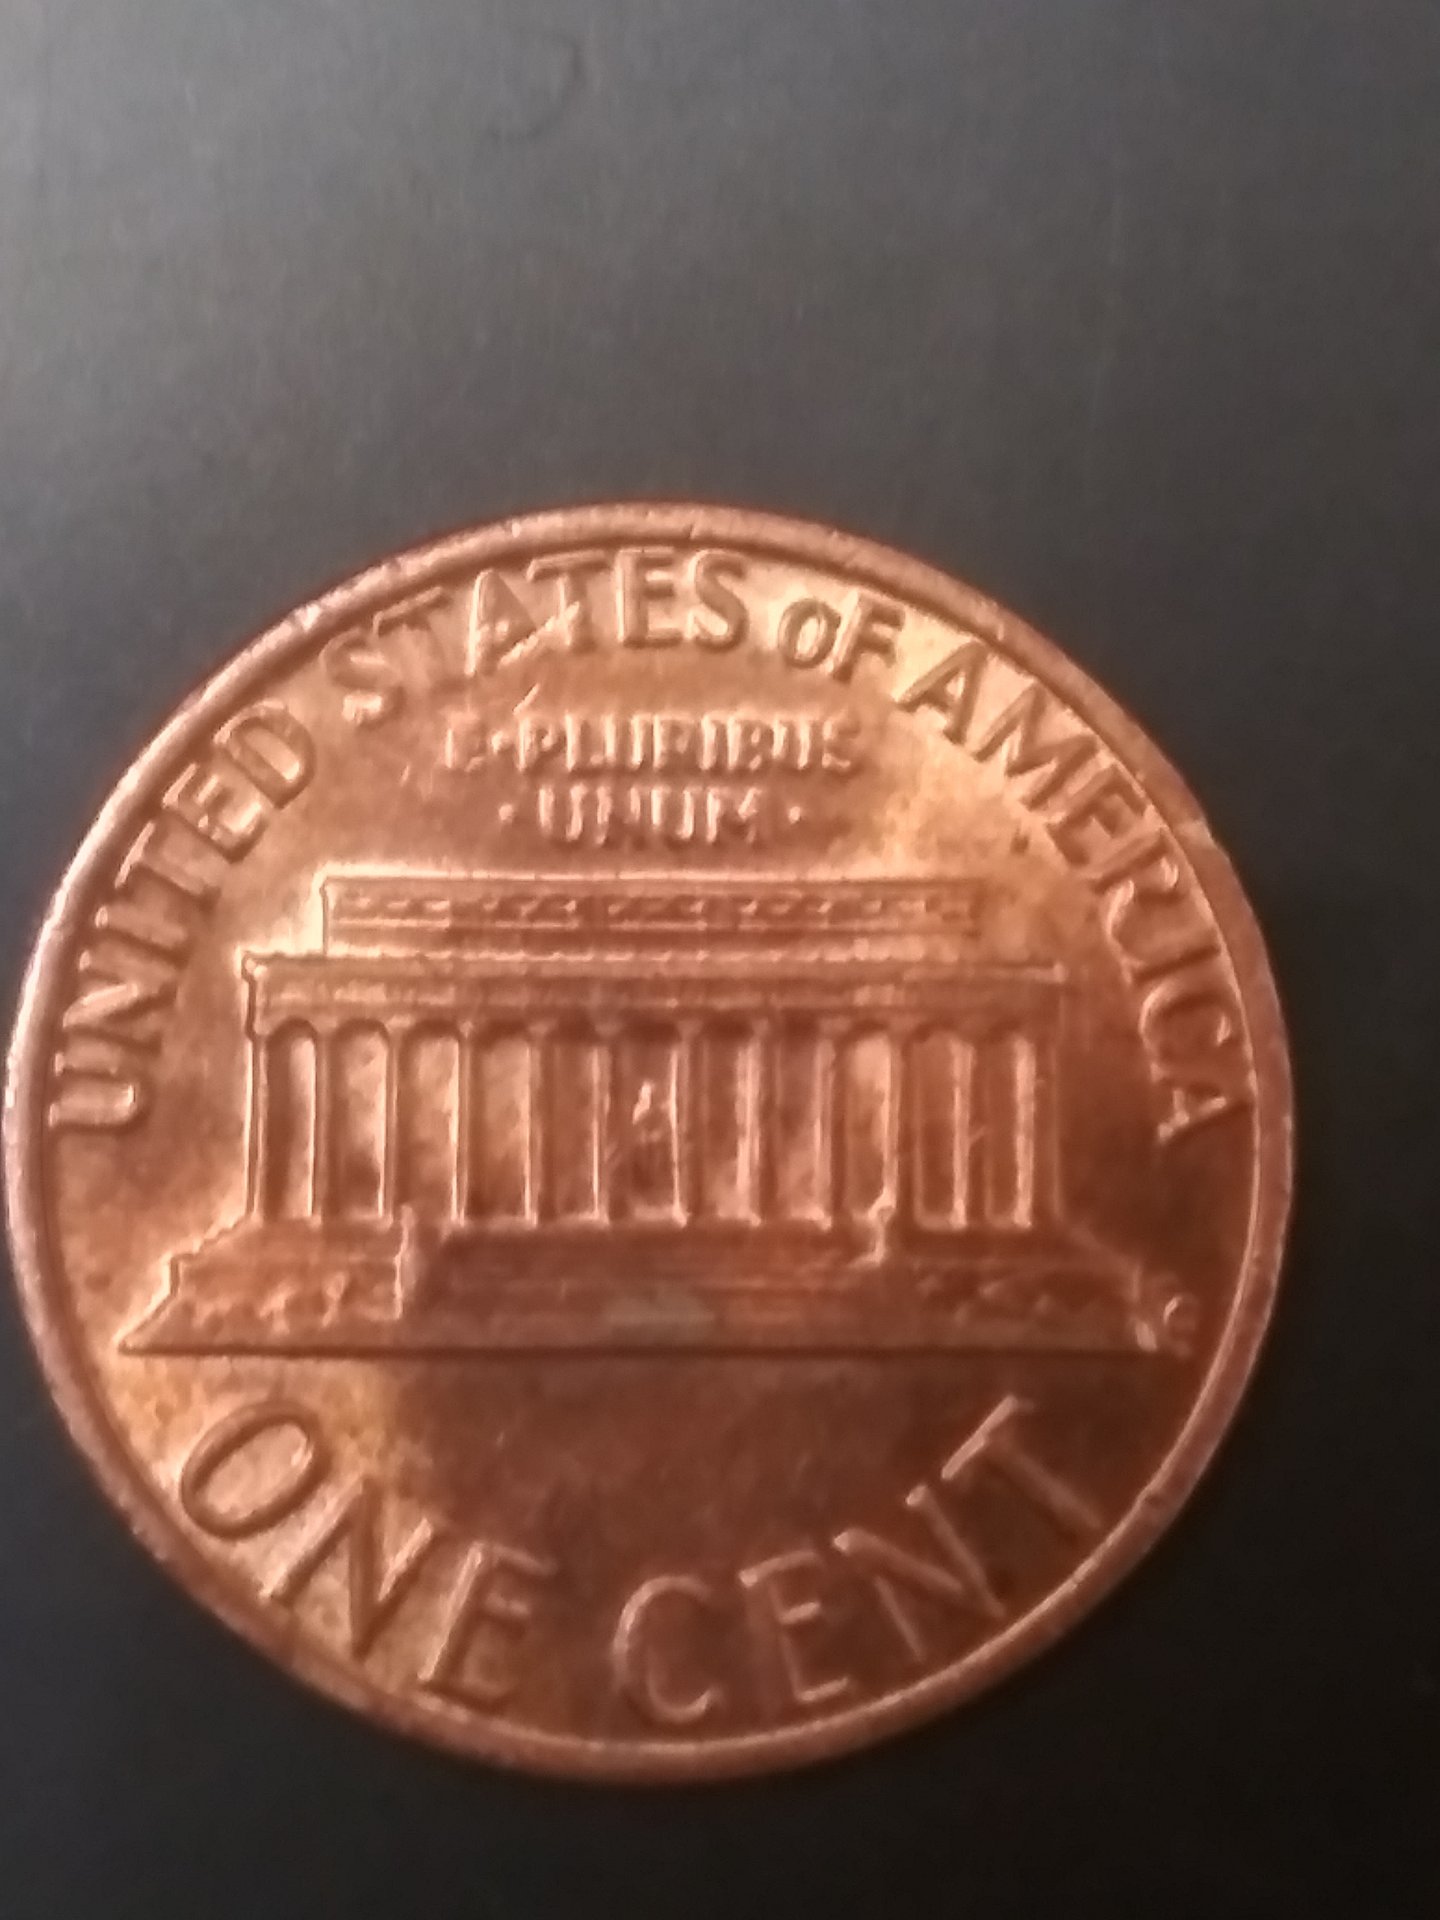 UNITED STATES OF AMERICA
E·PLURIBUS
·UNUM·
ONE CENT